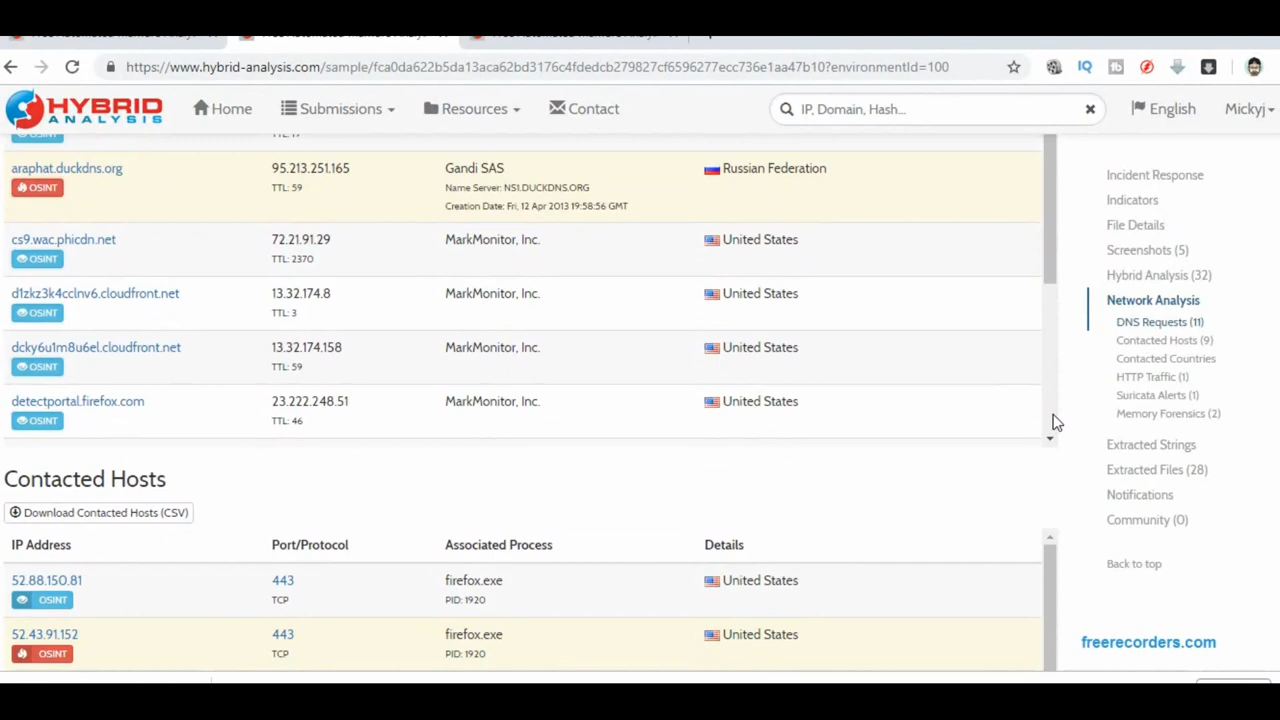 https://www.hybrid-analysis.com/sample/fca0da622b5da13aca62bd3176c4fdedcb279827cf6596277ecc736e1aa47b10?environmentId=100
IQ
HYBRID
ANALYSIS
Home
Submissions
Resources
Contact
IP, Domain, Hash...
English
Mickyj
OSINT
araphat.duckdns.org
95.213.251.165
Gandi SAS
Russian Federation
OSINT
TTL: 59
Name Server: NS1.DUCKDNS.ORG
Creation Date: Fri, 12 Apr 2013 19:58:56 GMT
cs9.wac.phicdn.net
72.21.91.29
MarkMonitor, Inc.
United States
OSINT
TTL: 2370
d1zkz3k4cclnv6.cloudfront.net
13.32.174.8
MarkMonitor, Inc.
United States
OSINT
TTL: 3
dcky6u1m8u6el.cloudfront.net
13.32.174.158
MarkMonitor, Inc.
United States
OSINT
TTL: 59
detectportal.firefox.com
23.222.248.51
MarkMonitor, Inc.
United States
OSINT
TTL: 46
Contacted Hosts
Download Contacted Hosts (CSV)
IP Address
Port/Protocol
Associated Process
Details
52.88.150.81
443
firefox.exe
United States
OSINT
TCP
PID: 1920
52.43.91.152
443
firefox.exe
United States
OSINT
TCP
PID: 1920
Incident Response
Indicators
File Details
Screenshots (5)
Hybrid Analysis (32)
Network Analysis
DNS Requests (11)
Contacted Hosts (9)
Contacted Countries
HTTP Traffic (1)
Suricata Alerts (1)
Memory Forensics (2)
Extracted Strings
Extracted Files (28)
Notifications
Community (0)
Back to top
freerecorders.com